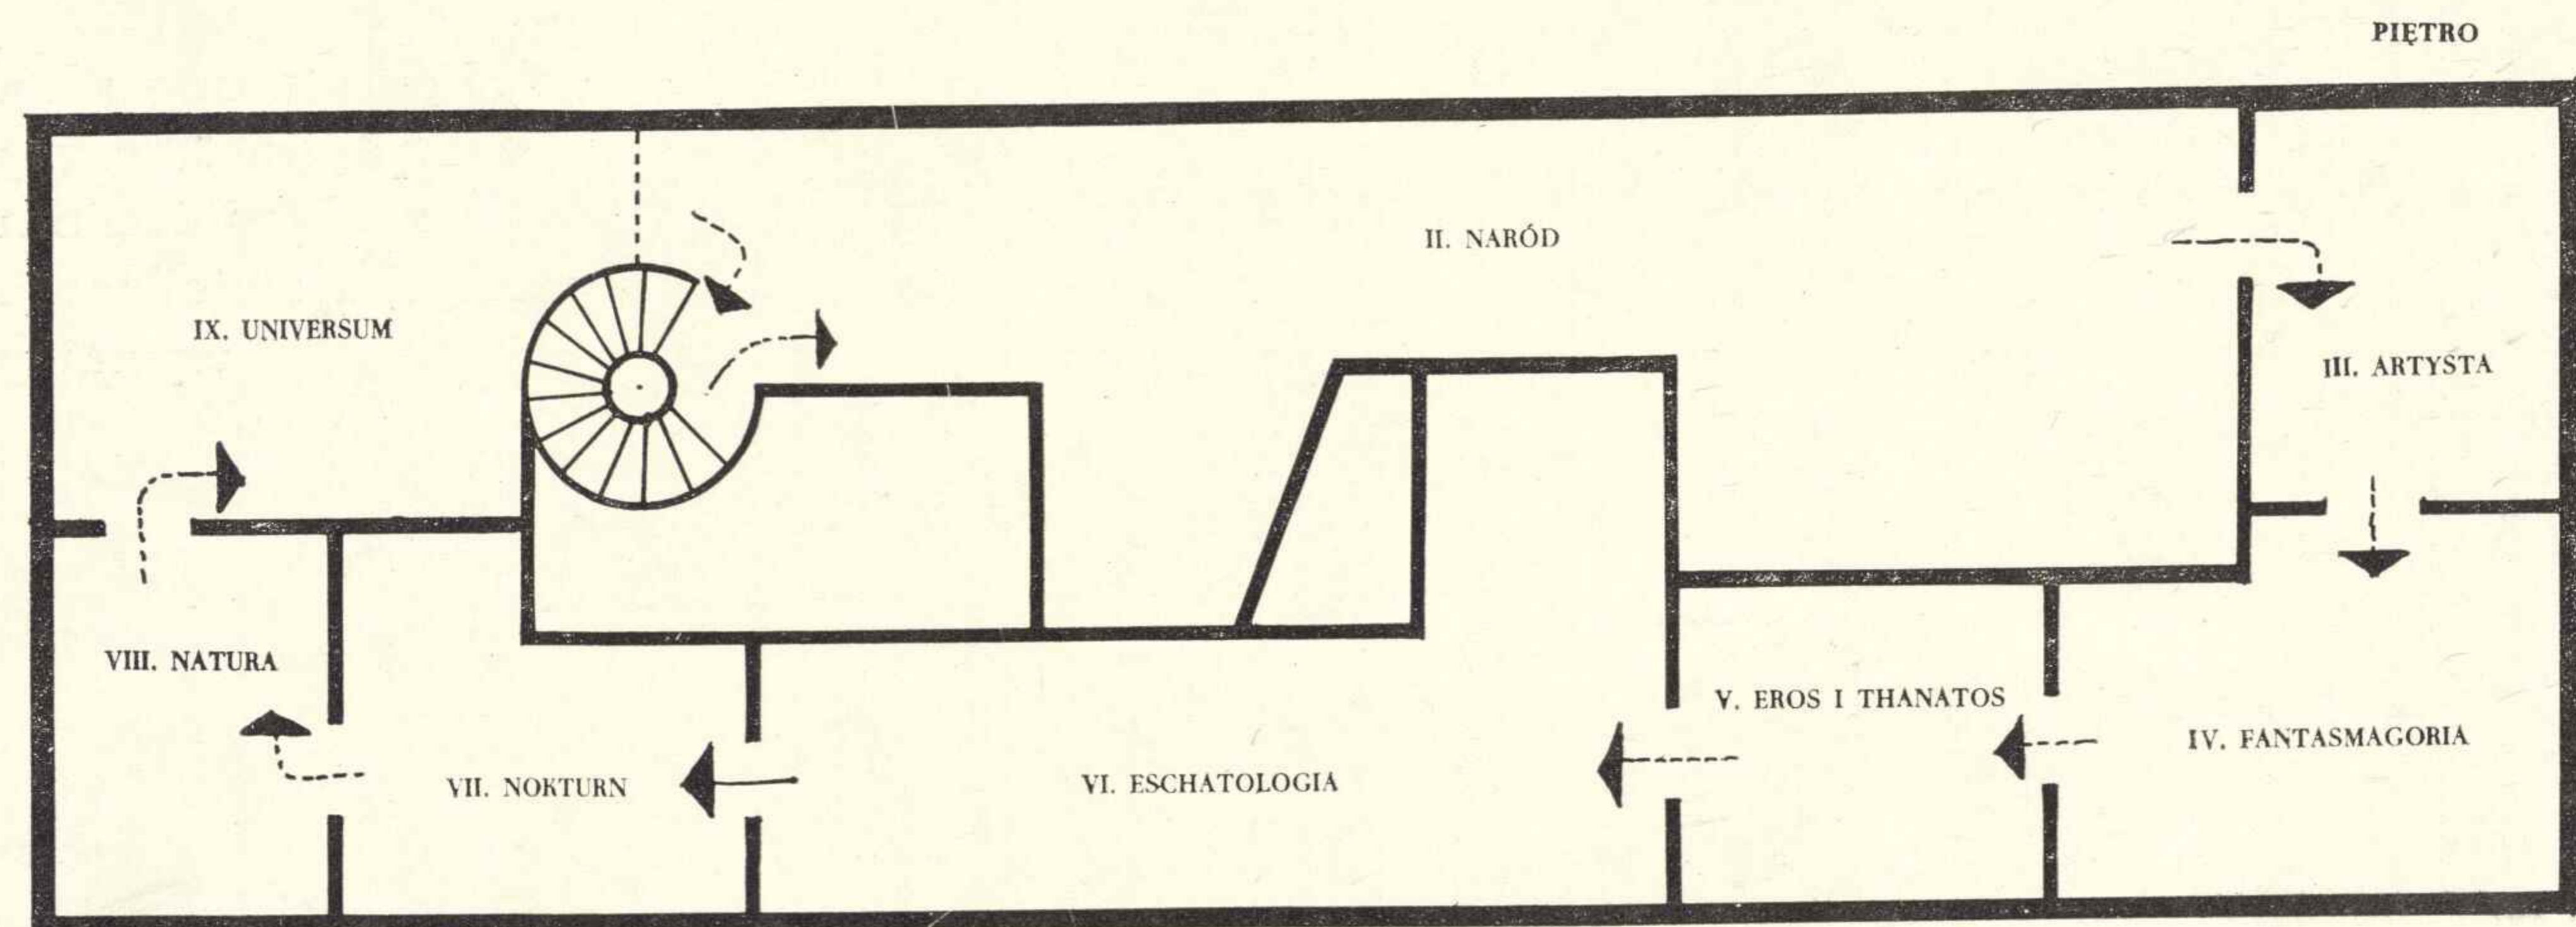 PIĘTRO
II. NARÓD
IX. UNIVERSUM
III. ARTYSTA
VIII. NATURA
V. EROS I THANATOS
IV. FANTASMAGORIA
VII. NOKTURN
VI. ESCHATOLOGIA